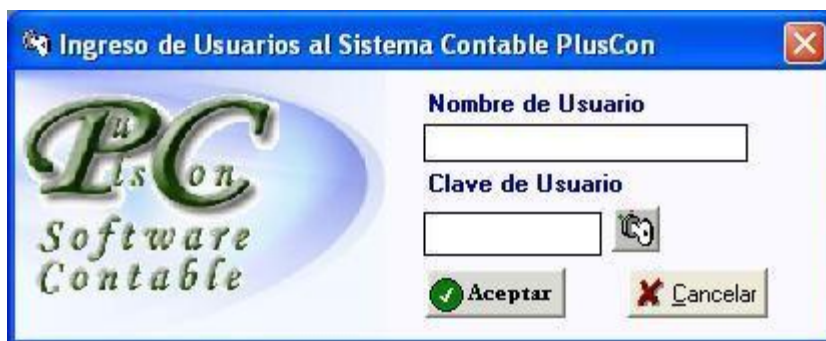 Ingreso de Usuarios al Sistema Contable PlusCon
PlusCon
Software
Contable
Nombre de Usuario
Clave de Usuario
Aceptar
Cancelar